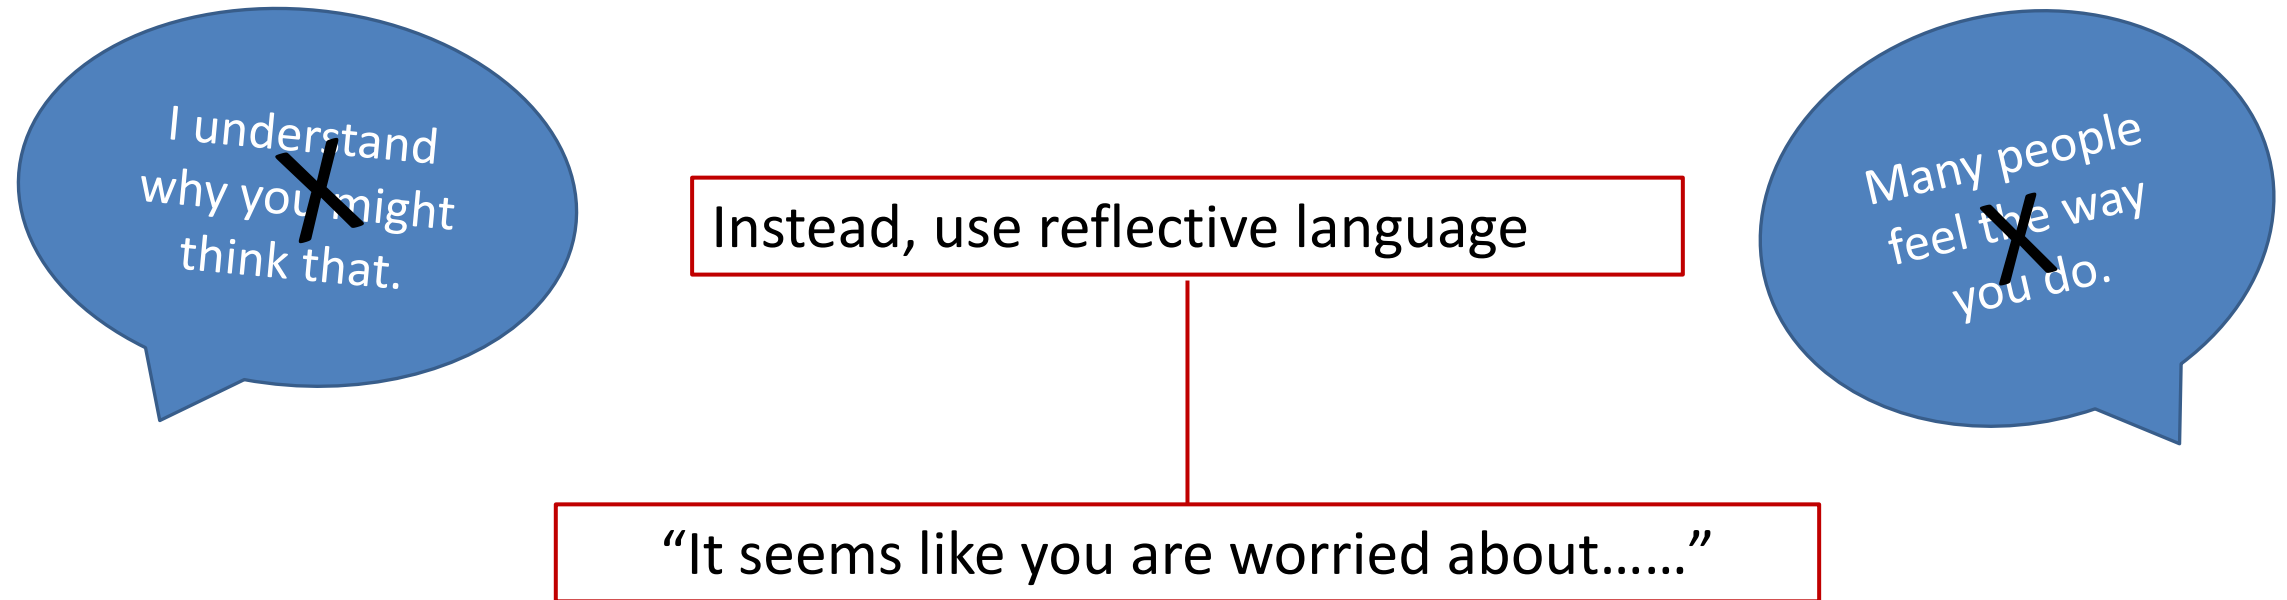 I understand
why you might
think that.
Instead, use reflective language
Many people
feel the way
you do.
“It seems like you are worried about……”